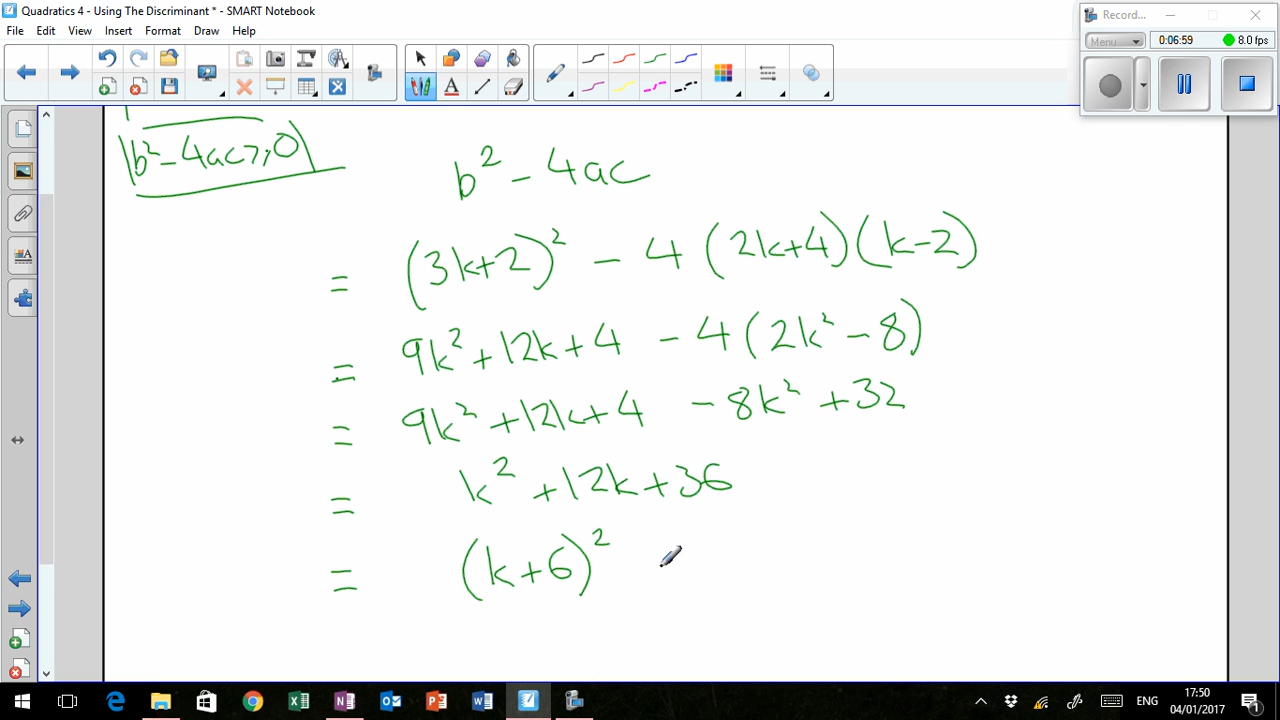 Quadratics 4 - Using The Discriminant * - SMART Notebook
File Edit View Insert Format Draw Help
Record...
Menu
0:06:59
8.0 fps
b² - 4ac ⩾ 0
b² - 4ac
= (3k+2)² - 4(2k+4)(k-2)
= 9k² + 12k + 4 - 4(2k² - 8)
= 9k² + 12k + 4 - 8k² + 32
= k² + 12k + 36
= (k+6)²
ENG
17:50
04/01/2017